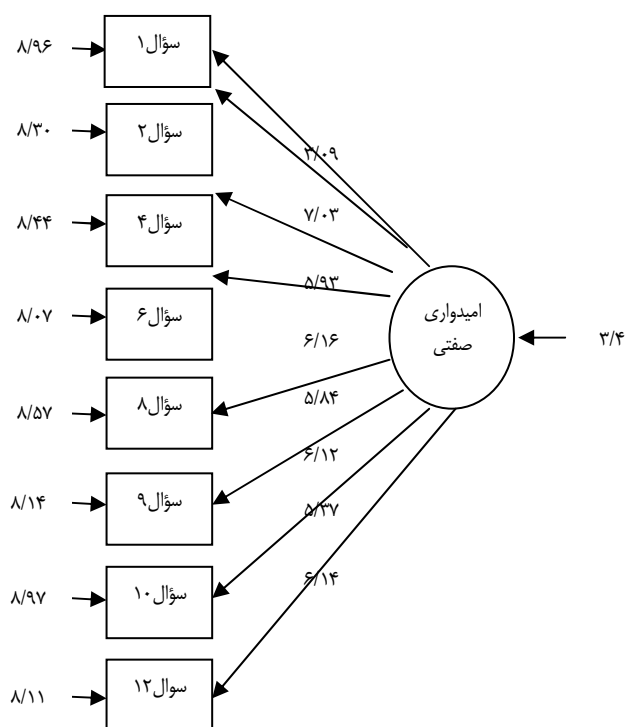 سؤال۱
۸/۹۶
سؤال۲
۸/۳۰
۳/۰۹
سؤال۴
۸/۴۴
۷/۰۳
۵/۹۳
سؤال۶
۸/۰۷
امیدواری
صفتی
۳/۴
۶/۱۶
سؤال۸
۸/۵۷
۵/۸۴
۶/۱۲
سؤال۹
۸/۱۴
۵/۳۷
سؤال۱۰
۸/۹۷
۶/۱۴
سوال۱۲
۸/۱۱